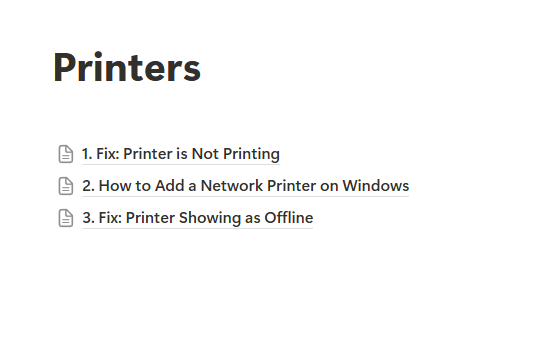 Printers
1. Fix: Printer is Not Printing
2. How to Add a Network Printer on Windows
3. Fix: Printer Showing as Offline